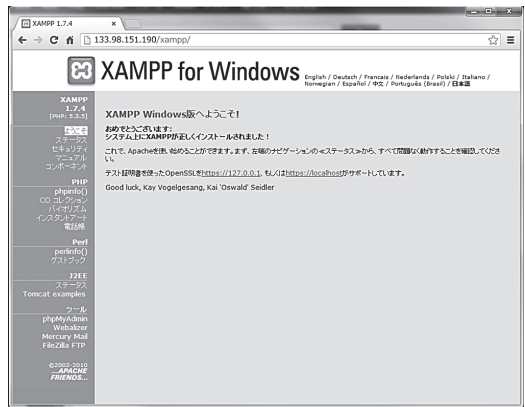 XAMPP 1.7.4
133.98.151.190/xampp/
XAMPP for Windows
English / Deutsch / Francais / Nederlands / Polski / Italiano /
Norwegian / Español / 中文 / Português (Brasil) / 日本語
XAMPP
1.7.4
[PHP: 5.3.5]
ようこそ
ステータス
セキュリティ
マニュアル
コンポーネント
PHP
phpinfo()
CD コレクション
バイオリズム
インスタントアート
電話帳
Perl
perlinfo()
ゲストブック
J2EE
ステータス
Tomcat examples
ツール
phpMyAdmin
Webalizer
Mercury Mail
FileZilla FTP
©2002-2010
...APACHE
FRIENDS...
XAMPP Windows版へようこそ!
おめでとうございます:
システム上にXAMPPが正しくインストールされました！
これで、Apacheを使い始めることができます。まず、左端のナビゲーションの≪ステータス≫から、すべて問題なく動作することを確認してくださ
い。
テスト証明書を使ったOpenSSLをhttps://127.0.0.1、もしくはhttps://localhostがサポートしています。
Good luck, Kay Vogelgesang, Kai 'Oswald' Seidler